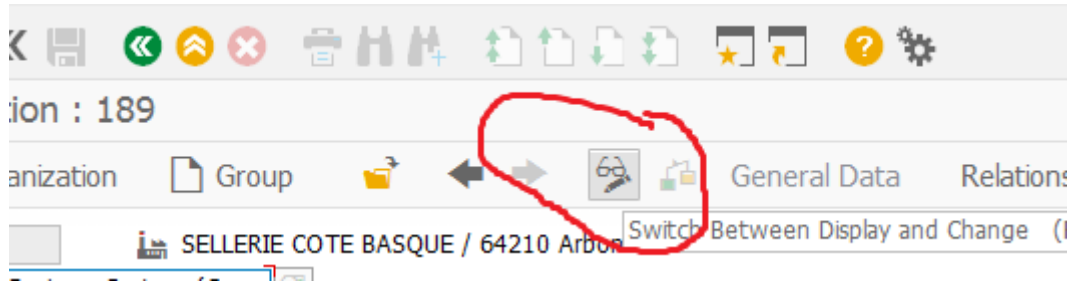 tion : 189
anization Group General Data Relations
SELLERIE COTE BASQUE / 64210 Arbon
Switch Between Display and Change (